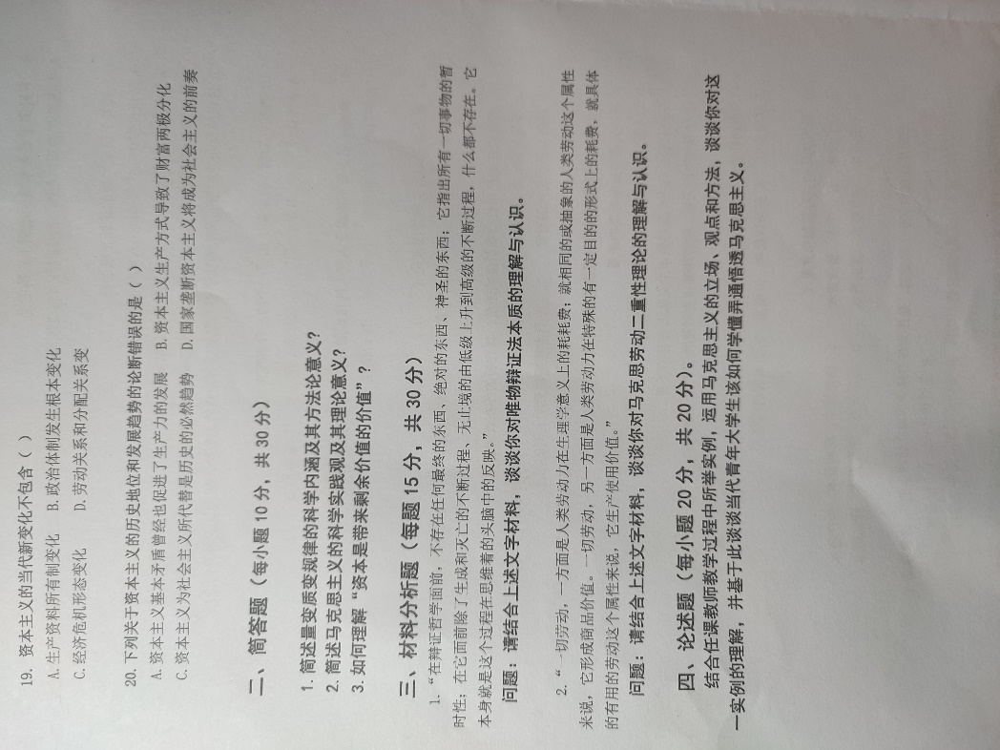 19. 资本主义的当代新变化不包含（ ）
A. 生产资料所有制变化 B. 政治体制发生根本变化
C. 经济危机形态变化 D. 劳动关系和分配关系变
20. 下列关于资本主义的历史地位和发展趋势的论断错误的是（ ）
A. 资本主义基本矛盾曾经也促进了生产力的发展 B. 资本主义生产方式导致了财富两极分化
C. 资本主义为社会主义所代替是历史的必然趋势 D. 国家垄断资本主义将成为社会主义的前奏
二、简答题（每小题 10 分，共 30 分）
1. 简述量变质变规律的科学内涵及其方法论意义？
2. 简述马克思主义的科学实践观及其理论意义？
3. 如何理解“资本是带来剩余价值的价值”？
三、材料分析题（每题 15 分，共 30 分）
1. “在辩证哲学面前，不存在任何最终的东西、绝对的东西、神圣的东西；它指出所有一切事物的暂
时性；在它面前除了生成和灭亡的不断过程、无止境的由低级上升到高级的不断过程，什么都不存在。它
本身就是这个过程在思维着的头脑中的反映。”
问题：请结合上述文字材料，谈谈你对唯物辩证法本质的理解与认识。
2. “一切劳动，一方面是人类劳动力在生理学意义上的耗耗费；就相同的或抽象的人类劳动这个属性
来说，它形成商品价值。一切劳动，另一方面是人类劳动力在特殊的有一定目的的形式上的耗费，就具体
的有用的劳动这个属性来说，它生产使用价值。”
问题：请结合上述文字材料，谈谈你对马克思劳动二重性理论的理解与认识。
四、论述题（每小题 20 分，共 20 分）。
结合任课教师教学过程中所举实例，运用马克思主义的立场、观点和方法，谈谈你对这
一实例的理解，并基于此谈谈当代青年大学生该如何学懂弄通悟透马克思主义。